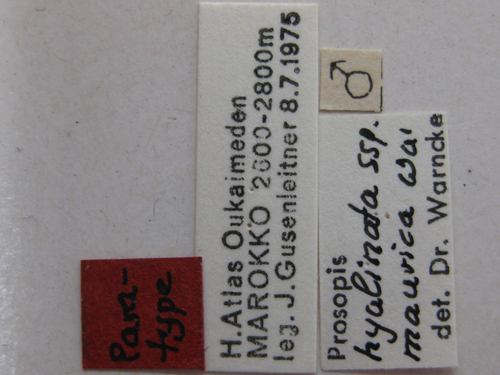 Para-
type
H.Atlas Oukaimeden
MAROKKO 2600-2800m
leg. J.Gusenleitner 8.7.1975
♂
Prosopis
hyalinata ssp.
maurica War
det. Dr. Warncke